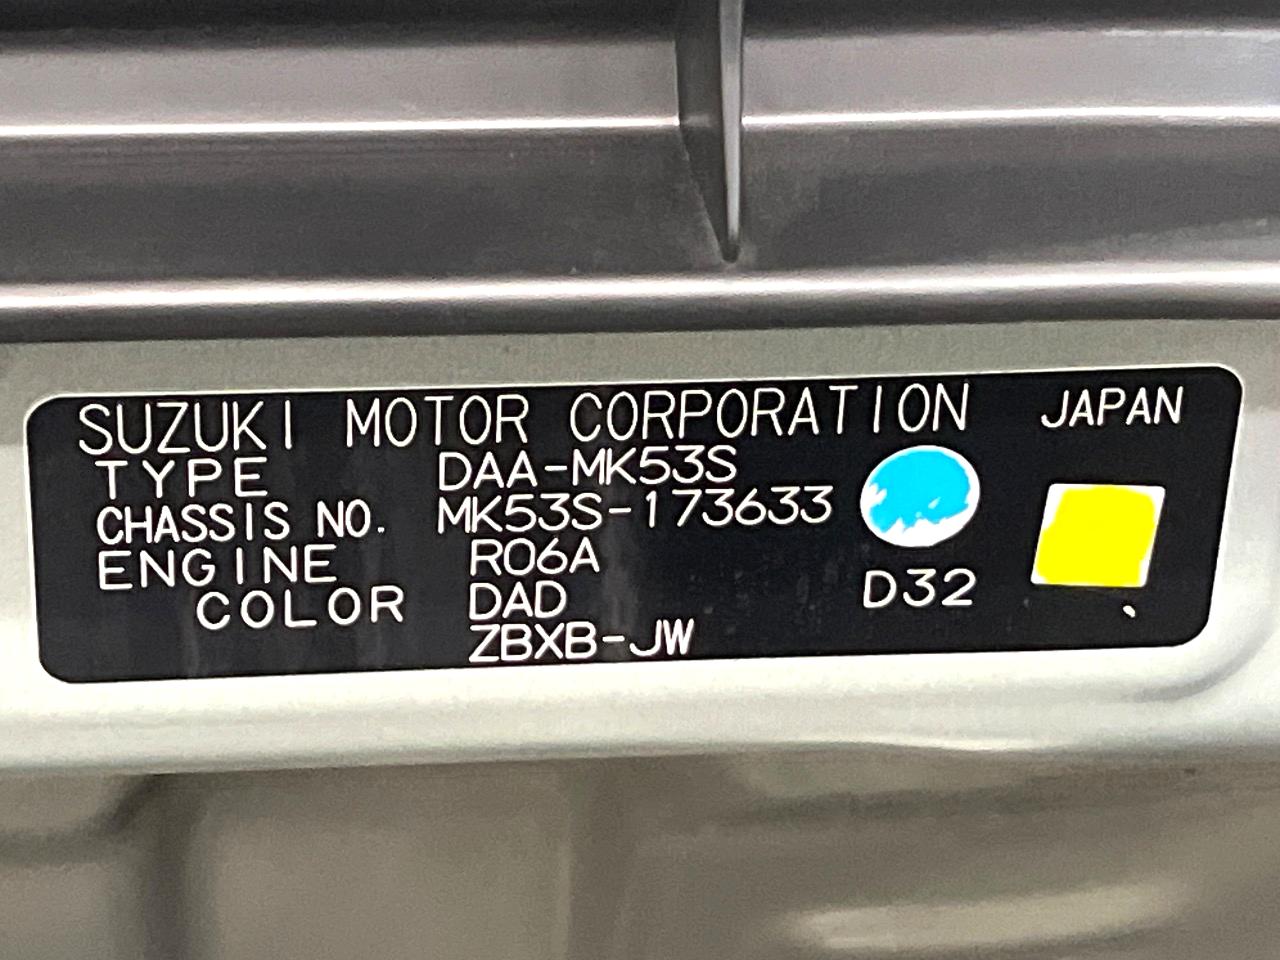 SUZUKI MOTOR CORPORATION JAPAN
TYPE DAA-MK53S
CHASSIS NO. MK53S-173633
ENGINE R06A
COLOR DAD D32
ZBXB-JW